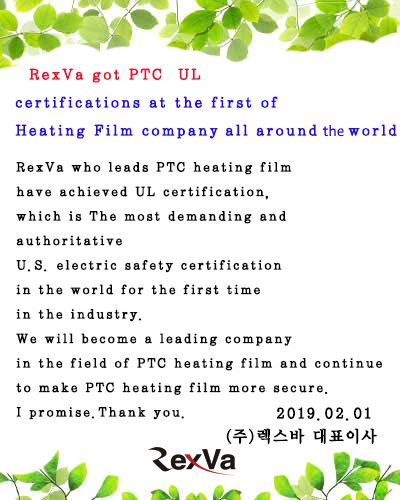 RexVa got PTC UL
certifications at the first of
Heating Film company all around the world
RexVa who leads PTC heating film
have achieved UL certification,
which is The most demanding and
authoritative
U.S. electric safety certification
in the world for the first time
in the industry.
We will become a leading company
in the field of PTC heating film and continue
to make PTC heating film more secure.
I promise.Thank you. 2019.02.01
(주)렉스바 대표이사
RexVa